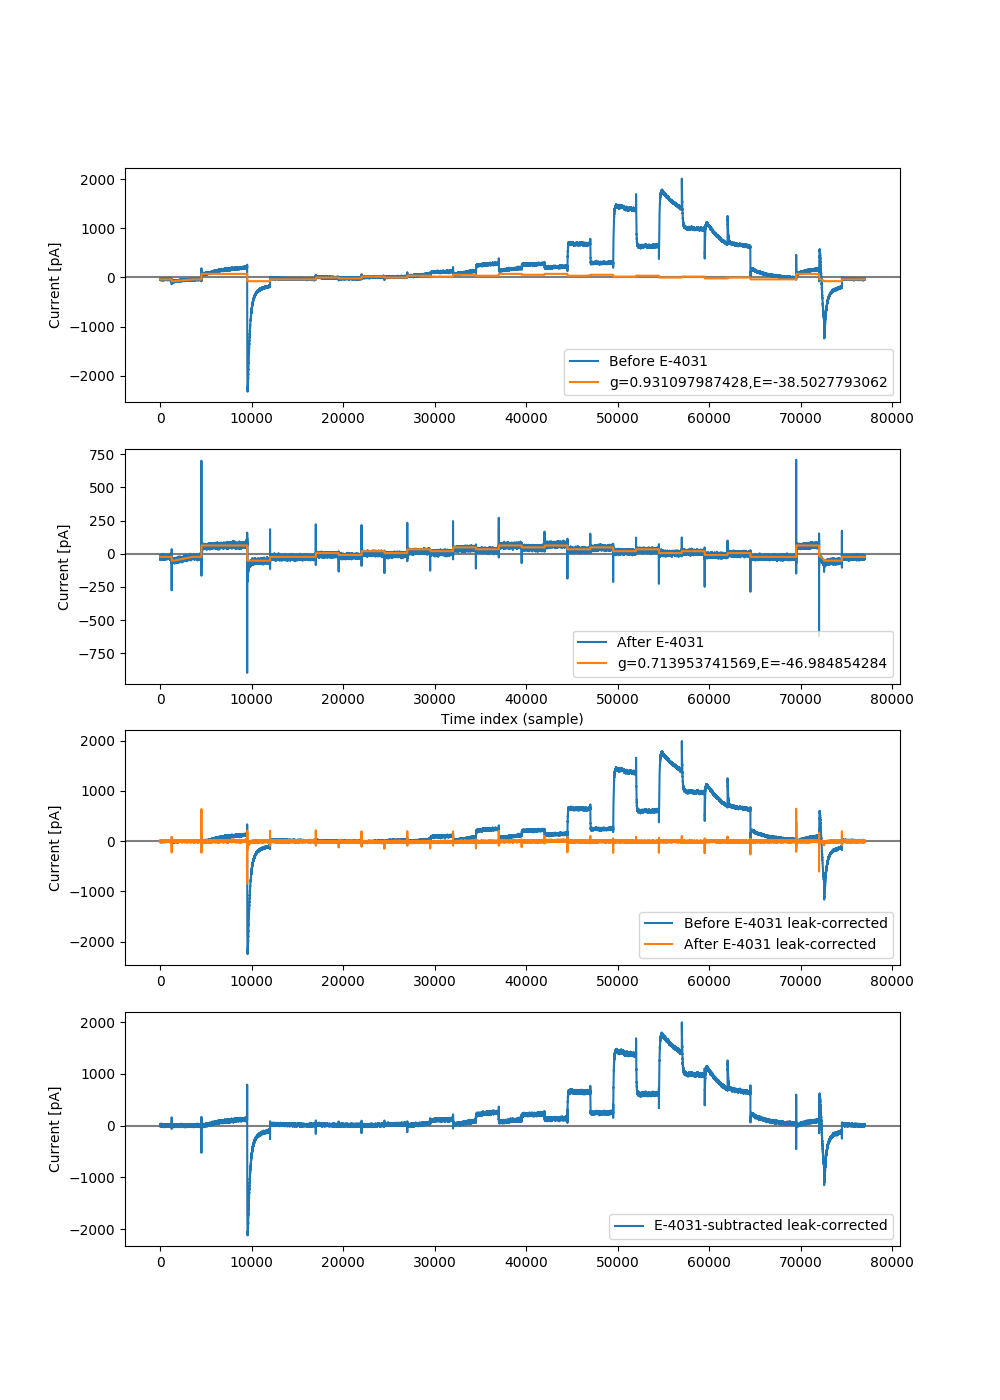 2000
1000
0
−1000
−2000
Current [pA]
Before E-4031
g=0.931097987428,E=-38.5027793062
0 10000 20000 30000 40000 50000 60000 70000 80000
750
500
250
0
−250
−500
−750
Current [pA]
After E-4031
g=0.713953741569,E=-46.984854284
0 10000 20000 30000 40000 50000 60000 70000 80000
Time index (sample)
2000
1000
0
−1000
−2000
Current [pA]
Before E-4031 leak-corrected
After E-4031 leak-corrected
0 10000 20000 30000 40000 50000 60000 70000 80000
2000
1000
0
−1000
−2000
Current [pA]
E-4031-subtracted leak-corrected
0 10000 20000 30000 40000 50000 60000 70000 80000